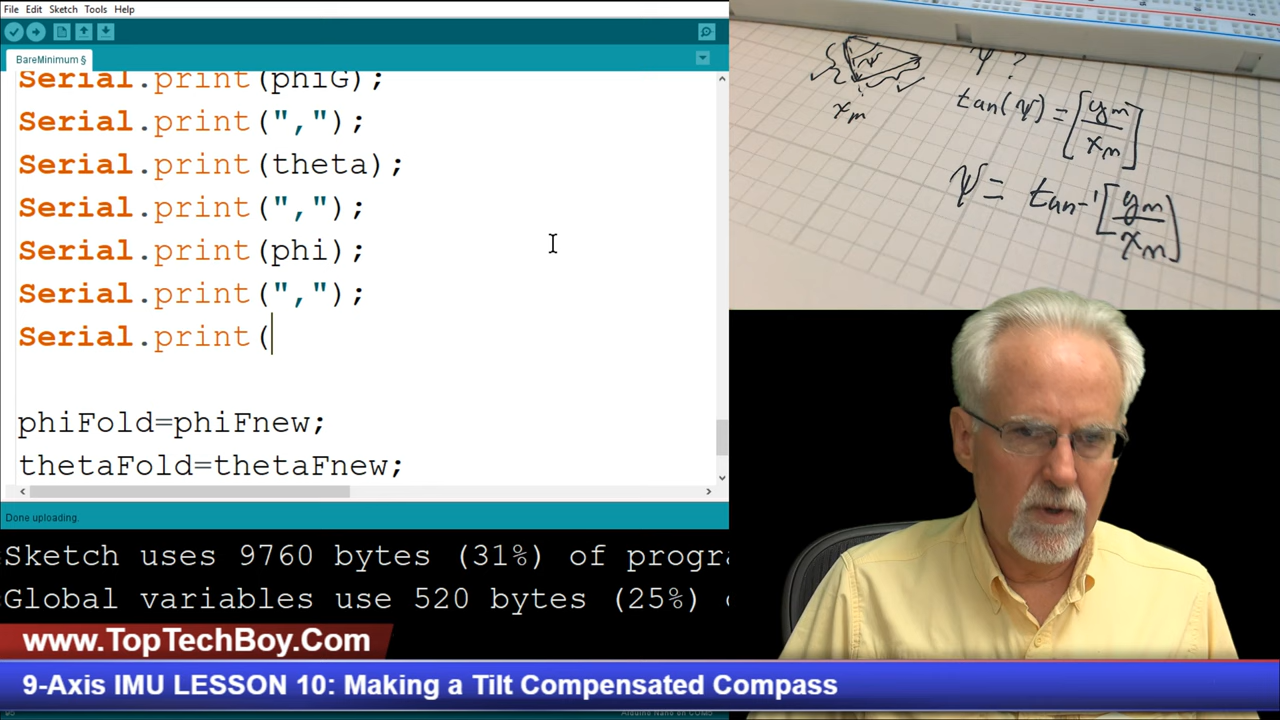 File Edit Sketch Tools Help
BareMinimum §
Serial.print(phiG);
Serial.print(",");
Serial.print(theta);
Serial.print(",");
Serial.print(phi);
Serial.print(",");
Serial.print(
phiFold=phiFnew;
thetaFold=thetaFnew;
Done uploading.
Sketch uses 9760 bytes (31%) of progra
Global variables use 520 bytes (25%)
ψ
xm
ψ ?
tan(ψ) = [ym/xm]
ψ = tan-1 [ym/xm]
www.TopTechBoy.Com
9-Axis IMU LESSON 10: Making a Tilt Compensated Compass